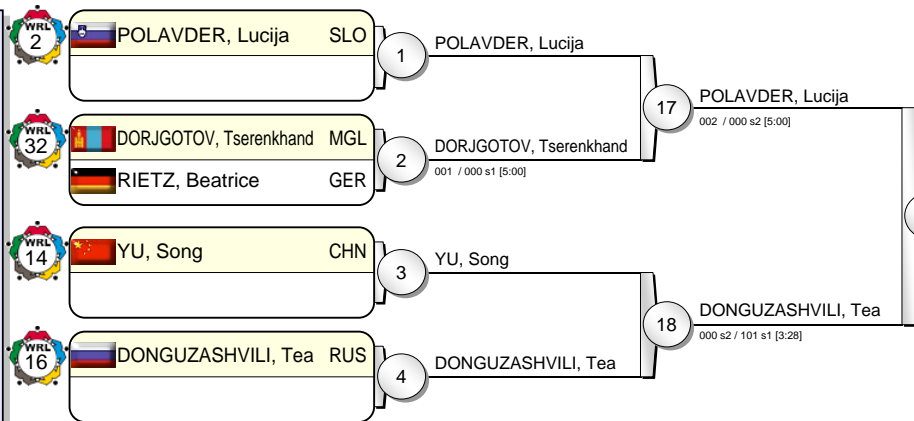 WRL
2
POLAVDER, Lucija SLO
1
POLAVDER, Lucija
17
POLAVDER, Lucija
002 / 000 s2 [5:00]
WRL
32
DORJGOTOV, Tserenkhand MGL
RIETZ, Beatrice GER
2
DORJGOTOV, Tserenkhand
001 / 000 s1 [5:00]
WRL
14
YU, Song CHN
3
YU, Song
18
DONGUZASHVILI, Tea
000 s2 / 101 s1 [3:28]
WRL
16
DONGUZASHVILI, Tea RUS
4
DONGUZASHVILI, Tea